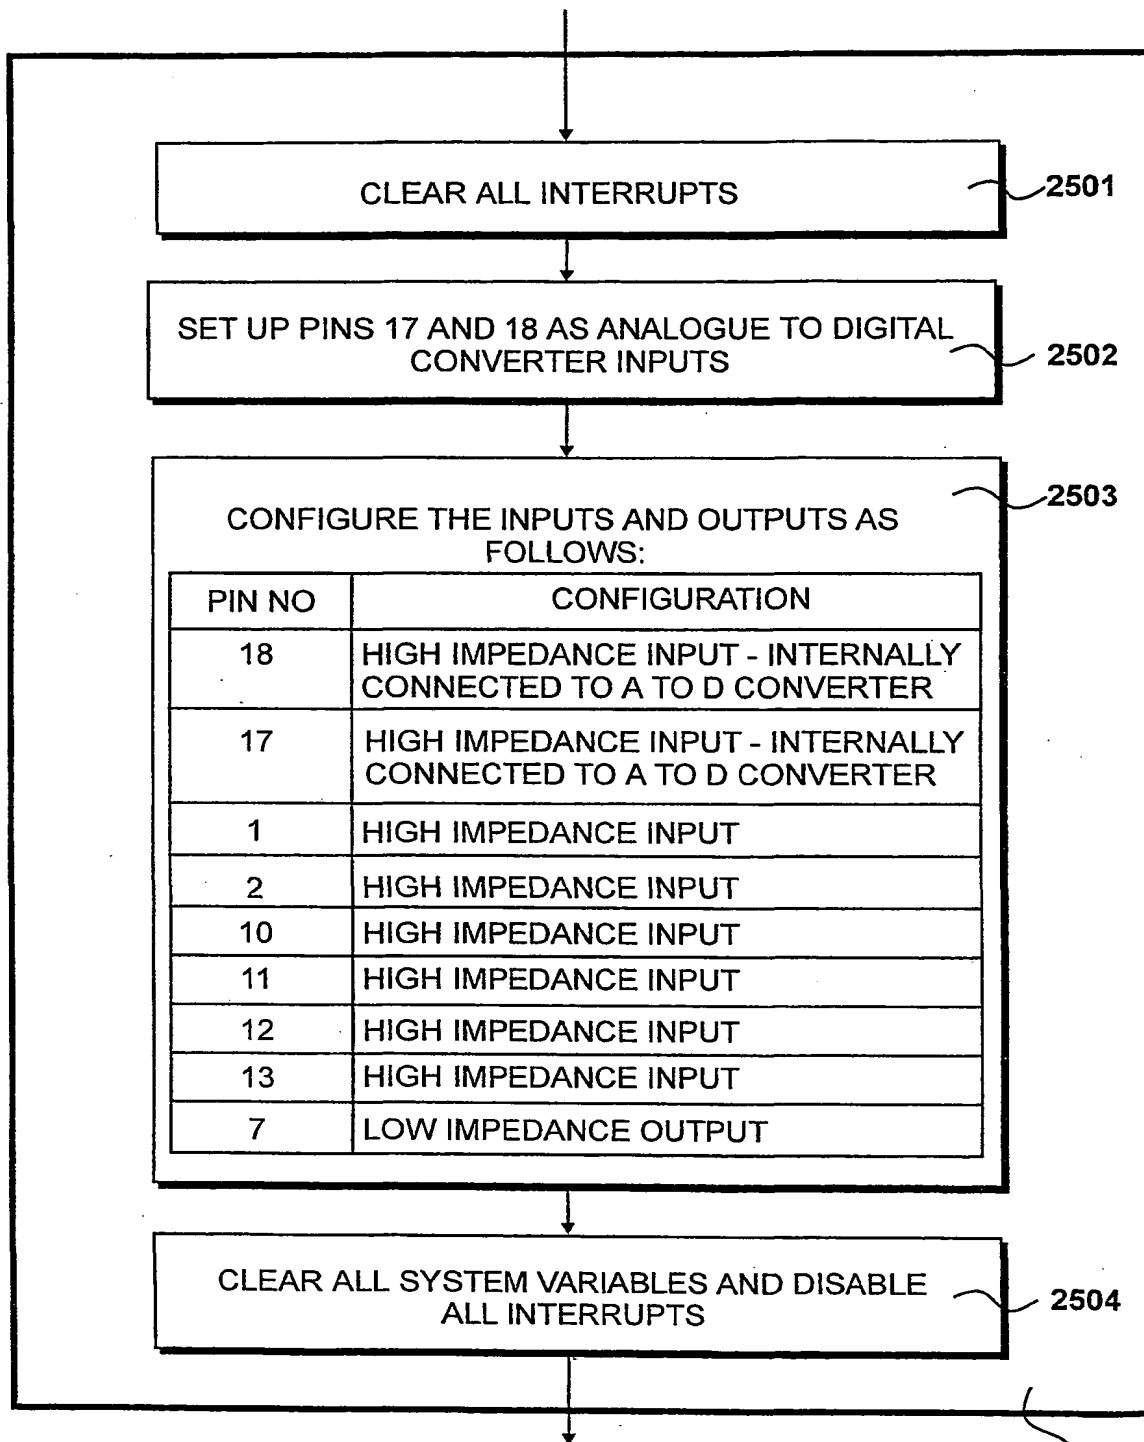 CLEAR ALL INTERRUPTS
2501
SET UP PINS 17 AND 18 AS ANALOGUE TO DIGITAL
CONVERTER INPUTS
2502
2503
CONFIGURE THE INPUTS AND OUTPUTS AS
FOLLOWS:
PIN NO CONFIGURATION
18 HIGH IMPEDANCE INPUT - INTERNALLY
CONNECTED TO A TO D CONVERTER
17 HIGH IMPEDANCE INPUT - INTERNALLY
CONNECTED TO A TO D CONVERTER
1 HIGH IMPEDANCE INPUT
2 HIGH IMPEDANCE INPUT
10 HIGH IMPEDANCE INPUT
11 HIGH IMPEDANCE INPUT
12 HIGH IMPEDANCE INPUT
13 HIGH IMPEDANCE INPUT
7 LOW IMPEDANCE OUTPUT
CLEAR ALL SYSTEM VARIABLES AND DISABLE
ALL INTERRUPTS
2504